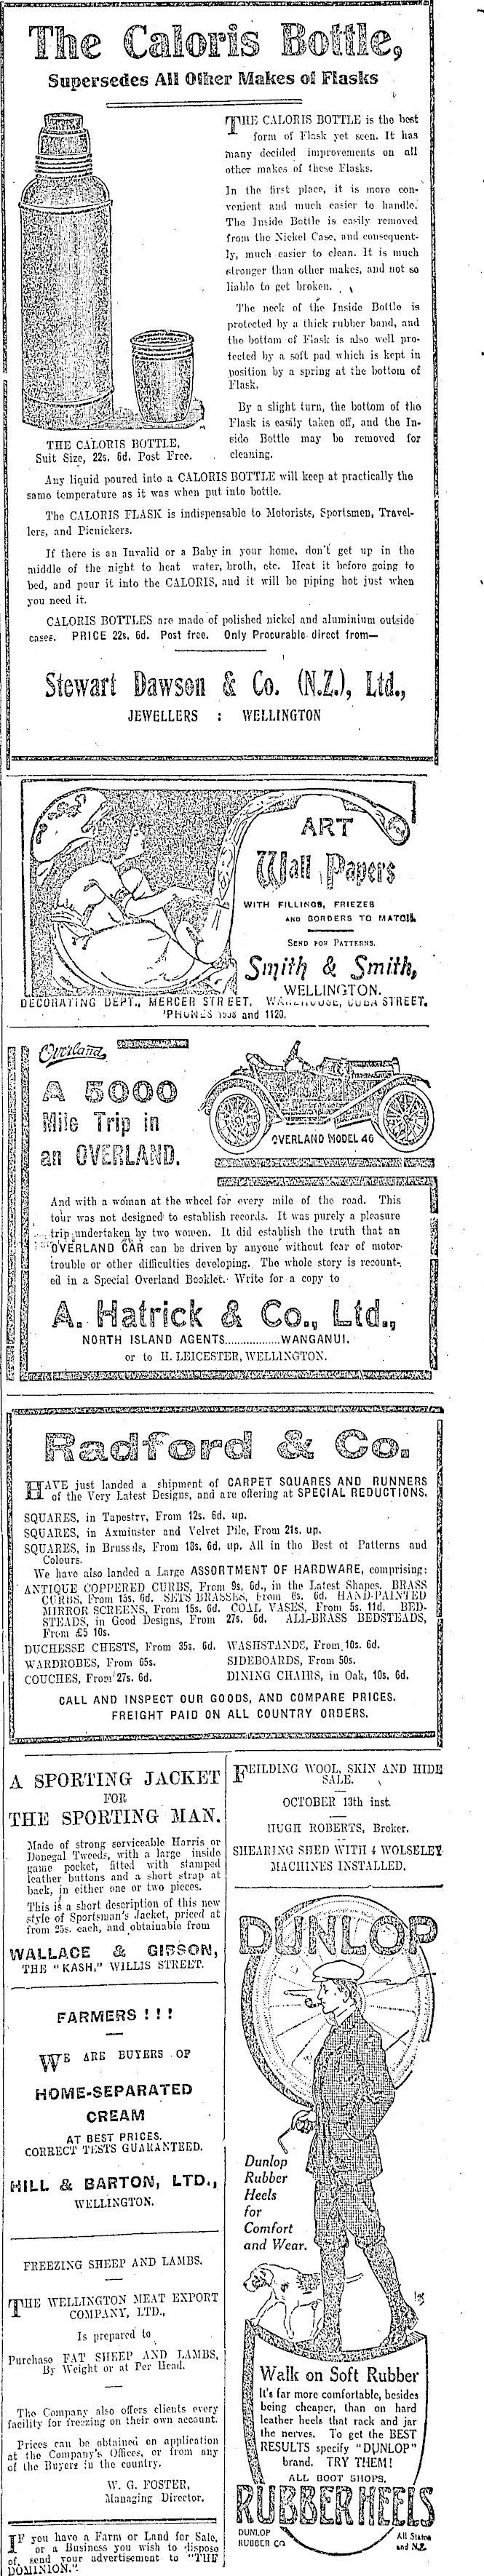 The Caloris Bottle,
Supersedes All Other Makes of Flasks
THE CALORIS BOTTLE is the best
form of Flask yet seen. It has
many decided improvements on all
other makes of these Flasks.
In the first place, it is more con-
venient and much easier to handle.
The Inside Bottle is easily removed
from the Nickel Case, and consequent-
ly, much easier to clean. It is much
stronger than other makes, and not so
liable to get broken.
The neck of the Inside Bottle is
protected by a thick rubber band, and
the bottom of Flask is also well pro-
tected by a soft pad which is kept in
position by a spring at the bottom of
Flask.
By a slight turn, the bottom of the
Flask is easily taken off, and the In-
side Bottle may be removed for
cleaning.
THE CALORIS BOTTLE,
Suit Size, 22s. 6d. Post Free.
Any liquid poured into a CALORIS BOTTLE will keep at practically the
same temperature as it was when put into bottle.
The CALORIS FLASK is indispensable to Motorists, Sportsmen, Travel-
lers, and Picnickers.
If there is an Invalid or a Baby in your home, don't get up in the
middle of the night to heat water, broth, etc. Heat it before going to
bed, and pour it into the CALORIS, and it will be piping hot just when
you need it.
CALORIS BOTTLES are made of polished nickel and aluminium outside
cases. PRICE 22s. 6d. Post free. Only Procurable direct from—
Stewart Dawson & Co. (N.Z.), Ltd.,
JEWELLERS : WELLINGTON
ART
Wall Papers
WITH FILLINGS, FRIEZES
AND BORDERS TO MATCH.
SEND FOR PATTERNS.
Smith & Smith,
WELLINGTON.
DECORATING DEPT., MERCER STREET. WAREHOUSE, CUBA STREET.
'PHONES 1938 and 1120.
Overland
A 5000
Mile Trip in
an OVERLAND.
OVERLAND MODEL 46
And with a woman at the wheel for every mile of the road. This
tour was not designed to establish records. It was purely a pleasure
trip undertaken by two women. It did establish the truth that an
OVERLAND CAR can be driven by anyone without fear of motor
trouble or other difficulties developing. The whole story is recount-
ed in a Special Overland Booklet. Write for a copy to
A. Hatrick & Co., Ltd.,
NORTH ISLAND AGENTS.................WANGANUI.
or to H. LEICESTER, WELLINGTON.
Radford & Co.
HAVE just landed a shipment of CARPET SQUARES AND RUNNERS
of the Very Latest Designs, and are offering at SPECIAL REDUCTIONS.
SQUARES, in Tapestry, From 12s. 6d. up.
SQUARES, in Axminster and Velvet Pile, From 21s. up.
SQUARES, in Brussels, From 18s. 6d. up. All in the Best of Patterns and
Colours.
We have also landed a Large ASSORTMENT OF HARDWARE, comprising:
ANTIQUE COPPERED CURBS, From 9s. 6d., in the Latest Shapes. BRASS
CURBS, From 15s. 6d. SETS BRASSES, From 6s. 6d. HAND-PAINTED
MIRROR SCREENS, From 15s. 6d. COAL VASES, From 5s. 11d. BED-
STEADS, in Good Designs, From 27s. 6d. ALL-BRASS BEDSTEADS,
From £5 10s.
DUCHESSE CHESTS, From 35s. 6d. WASHSTANDS, From 10s. 6d.
WARDROBES, From 65s. SIDEBOARDS, From 50s.
COUCHES, From 27s. 6d. DINING CHAIRS, in Oak, 10s. 6d.
CALL AND INSPECT OUR GOODS, AND COMPARE PRICES.
FREIGHT PAID ON ALL COUNTRY ORDERS.
A SPORTING JACKET
FOR
THE SPORTING MAN.
Made of strong serviceable Harris or
Donegal Tweeds, with a large inside
game pocket, fitted with stamped
leather buttons and a short strap at
back, in either one or two pieces.
This is a short description of this new
style of Sportsman's Jacket, priced at
from 25s. each, and obtainable from
WALLACE & GIBSON,
THE "KASH," WILLIS STREET.
FARMERS ! ! !
WE ARE BUYERS OF
HOME-SEPARATED
CREAM
AT BEST PRICES.
CORRECT TESTS GUARANTEED.
HILL & BARTON, LTD.,
WELLINGTON.
FREEZING SHEEP AND LAMBS.
THE WELLINGTON MEAT EXPORT
COMPANY, LTD.,
Is prepared to
Purchase FAT SHEEP AND LAMBS,
By Weight or at Per Head.
The Company also offers clients every
facility for freezing on their own account.
Prices can be obtained on application
at the Company's Offices, or from any
of the Buyers in the country.
W. G. FOSTER,
Managing Director.
IF you have a Farm or Land for Sale,
or a Business you wish to dispose
of, send your advertisement to "THE
DOMINION."
FEILDING WOOL, SKIN AND HIDE
SALE.
OCTOBER 13th inst.
HUGH ROBERTS, Broker.
SHEARING SHED WITH 4 WOLSELEY
MACHINES INSTALLED.
DUNLOP
Dunlop
Rubber
Heels
for
Comfort
and Wear.
Walk on Soft Rubber
It's far more comfortable, besides
being cheaper, than on hard
leather heels that rack and jar
the nerves. To get the BEST
RESULTS specify "DUNLOP"
brand. TRY THEM!
ALL BOOT SHOPS.
RUBBER HEELS
DUNLOP
RUBBER CO
All States
and N.Z.